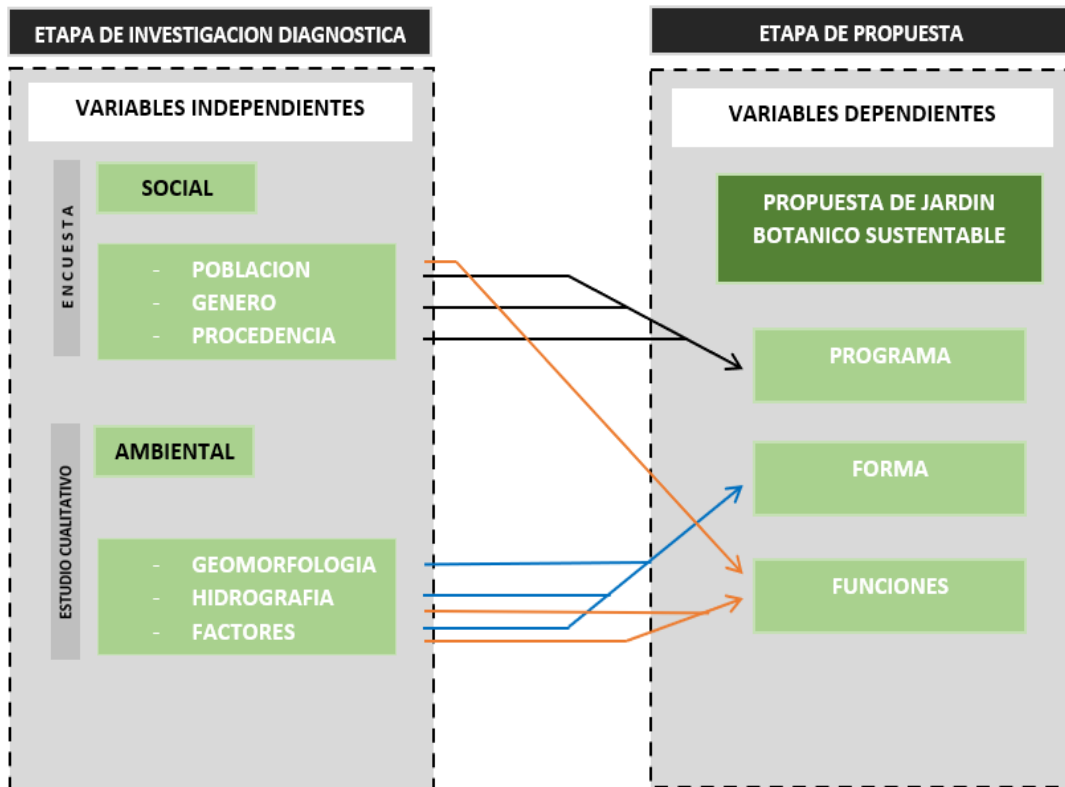 ETAPA DE INVESTIGACION DIAGNOSTICA
VARIABLES INDEPENDIENTES
ENCUESTA
SOCIAL
- POBLACION
- GENERO
- PROCEDENCIA
ESTUDIO CUALITATIVO
AMBIENTAL
- GEOMORFOLOGIA
- HIDROGRAFIA
- FACTORES
ETAPA DE PROPUESTA
VARIABLES DEPENDIENTES
PROPUESTA DE JARDIN
BOTANICO SUSTENTABLE
PROGRAMA
FORMA
FUNCIONES